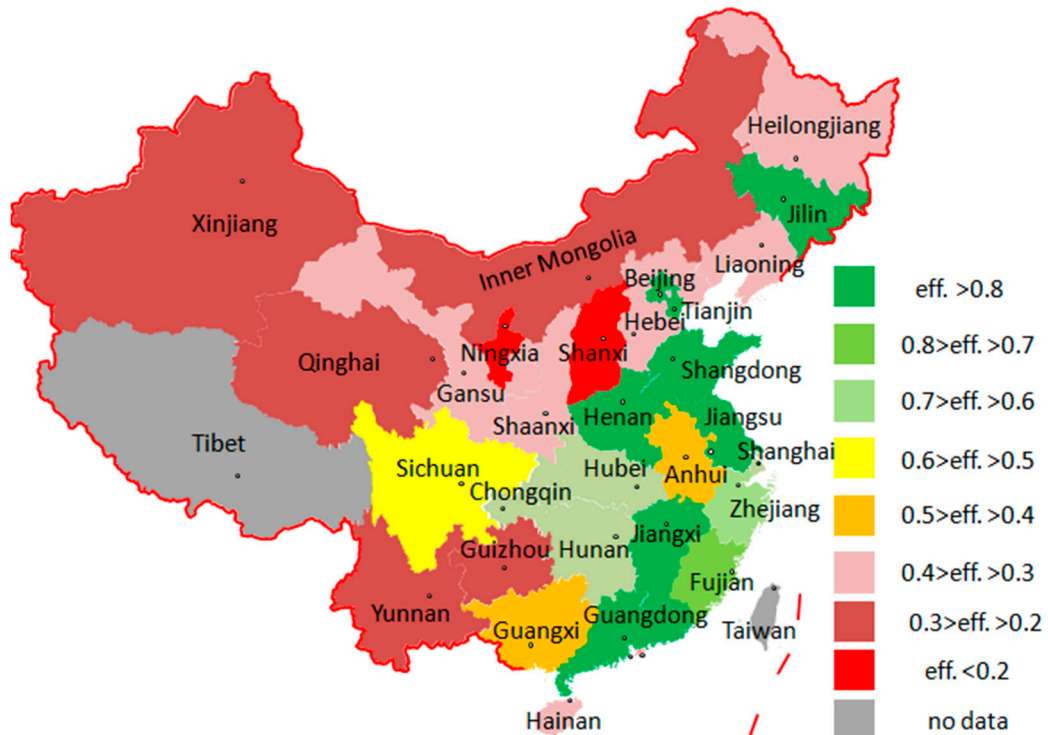 Heilongjiang
Jilin
Xinjiang
Inner Mongolia
Liaoning
Beijing
Tianjin
Hebei
Ningxia
Shanxi
Qinghai
Gansu
Shangdong
Shaanxi
Henan
Jiangsu
Tibet
Sichuan
Hubei
Anhui
Shanghai
Chongqin
Zhejiang
Guizhou
Hunan
Jiangxi
Fujian
Yunnan
Guangxi
Guangdong
Taiwan
Hainan
eff. >0.8
0.8>eff. >0.7
0.7>eff. >0.6
0.6>eff. >0.5
0.5>eff. >0.4
0.4>eff. >0.3
0.3>eff. >0.2
eff. <0.2
no data